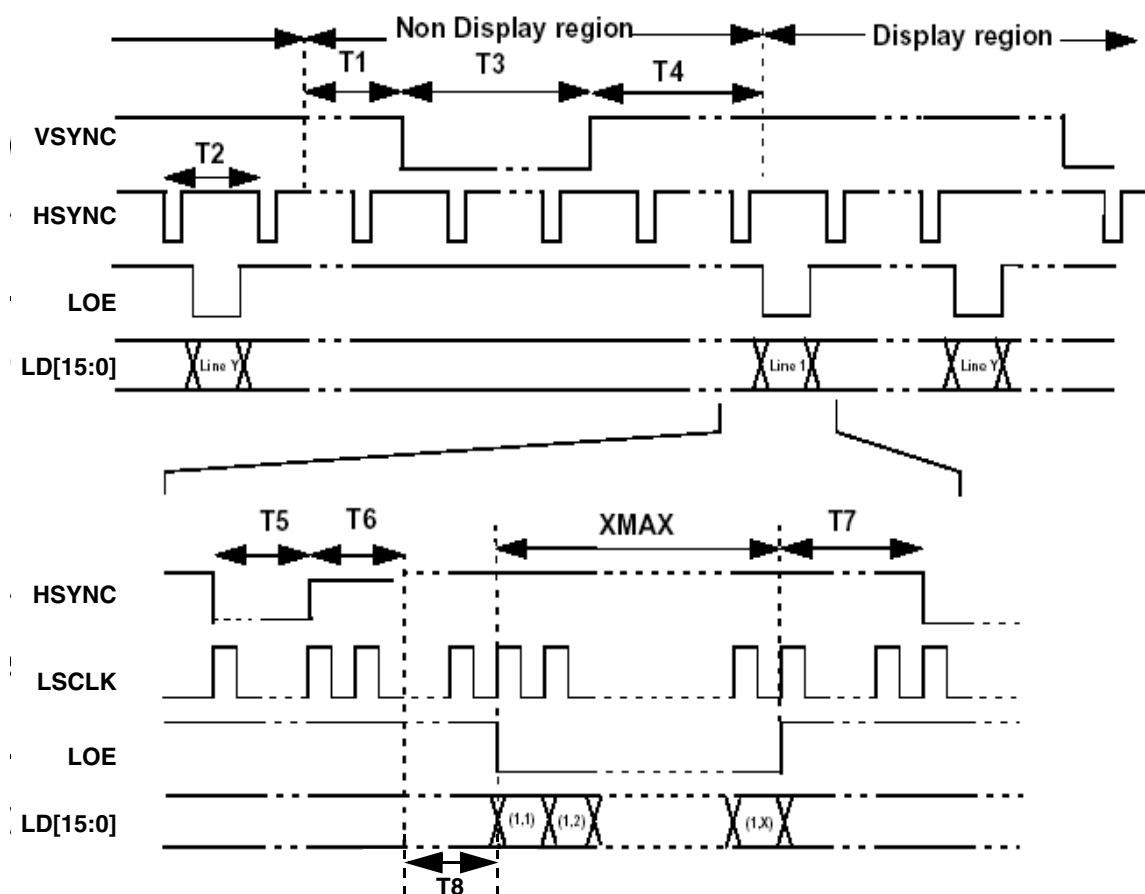 Non Display region
Display region
T1
T3
T4
VSYNC
T2
HSYNC
LOE
LD[15:0]
Line Y
Line 1
Line Y
T5
T6
XMAX
T7
HSYNC
LSCLK
LOE
LD[15:0]
(1,1)
(1,2)
(1,X)
T8